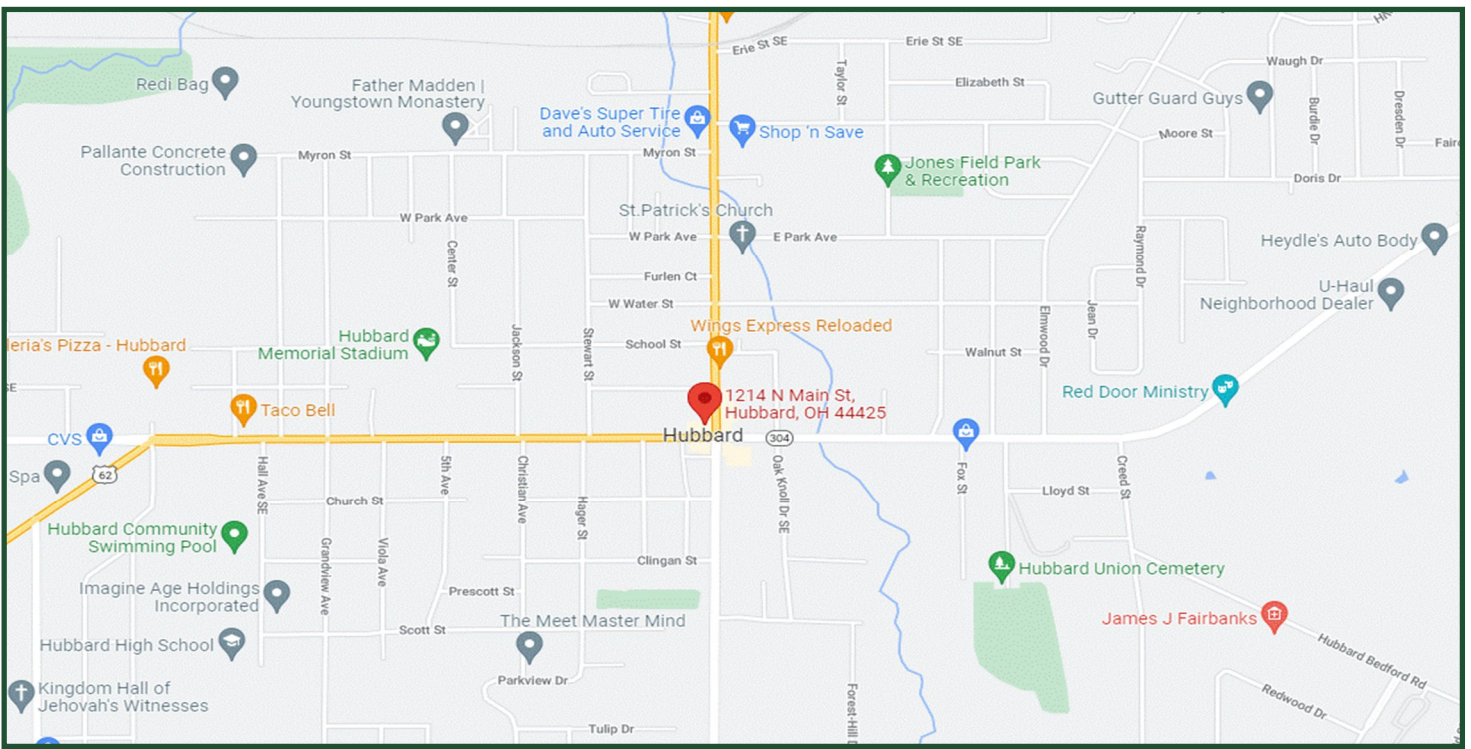 Erie St SE
Erie St SE
Waugh Dr
Redi Bag
Father Madden |
Youngstown Monastery
Taylor St
Elizabeth St
Gutter Guard Guys
Burdie Dr
Dresden Dr
Dave's Super Tire
and Auto Service
Shop 'n Save
Moore St
Pallante Concrete
Construction
Myron St
Myron St
Jones Field Park
& Recreation
Doris Dr
W Park Ave
St.Patrick's Church
W Park Ave
E Park Ave
Center St
Raymond Dr
Heydle's Auto Body
Furlen Ct
U-Haul
Neighborhood Dealer
W Water St
Jackson St
Stewart St
Elmwood Dr
Jean Dr
Hubbard
Memorial Stadium
leria's Pizza - Hubbard
Wings Express Reloaded
School St
Walnut St
SE
Red Door Ministry
Taco Bell
1214 N Main St,
Hubbard, OH 44425
CVS
Hubbard
304
Spa
62
Hall Ave SE
5th Ave
Christian Ave
Hager St
Oak Knoll Dr SE
Fox St
Creed St
Church St
Lloyd St
Hubbard Community
Swimming Pool
Grandview Ave
Viola Ave
Clingan St
Hubbard Union Cemetery
Imagine Age Holdings
Incorporated
Prescott St
James J Fairbanks
Scott St
The Meet Master Mind
Hubbard High School
Hubbard Bedford Rd
Kingdom Hall of
Jehovah's Witnesses
Parkview Dr
Forest-Hill
Redwood Dr
Tulip Dr